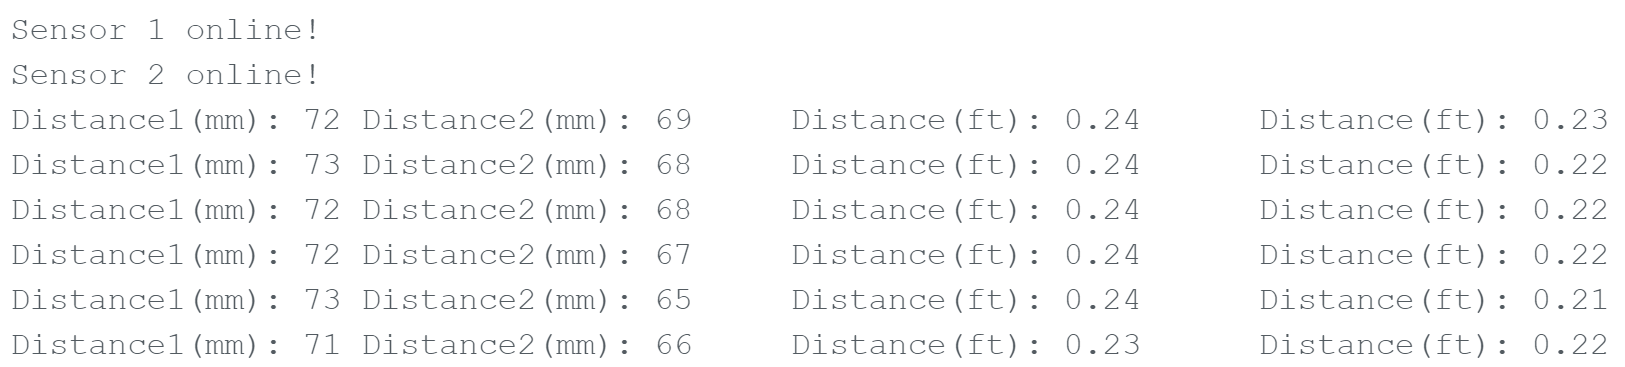 Sensor 1 online!
Sensor 2 online!
Distance1(mm): 72 Distance2(mm): 69 Distance(ft): 0.24 Distance(ft): 0.23
Distance1(mm): 73 Distance2(mm): 68 Distance(ft): 0.24 Distance(ft): 0.22
Distance1(mm): 72 Distance2(mm): 68 Distance(ft): 0.24 Distance(ft): 0.22
Distance1(mm): 72 Distance2(mm): 67 Distance(ft): 0.24 Distance(ft): 0.22
Distance1(mm): 73 Distance2(mm): 65 Distance(ft): 0.24 Distance(ft): 0.21
Distance1(mm): 71 Distance2(mm): 66 Distance(ft): 0.23 Distance(ft): 0.22